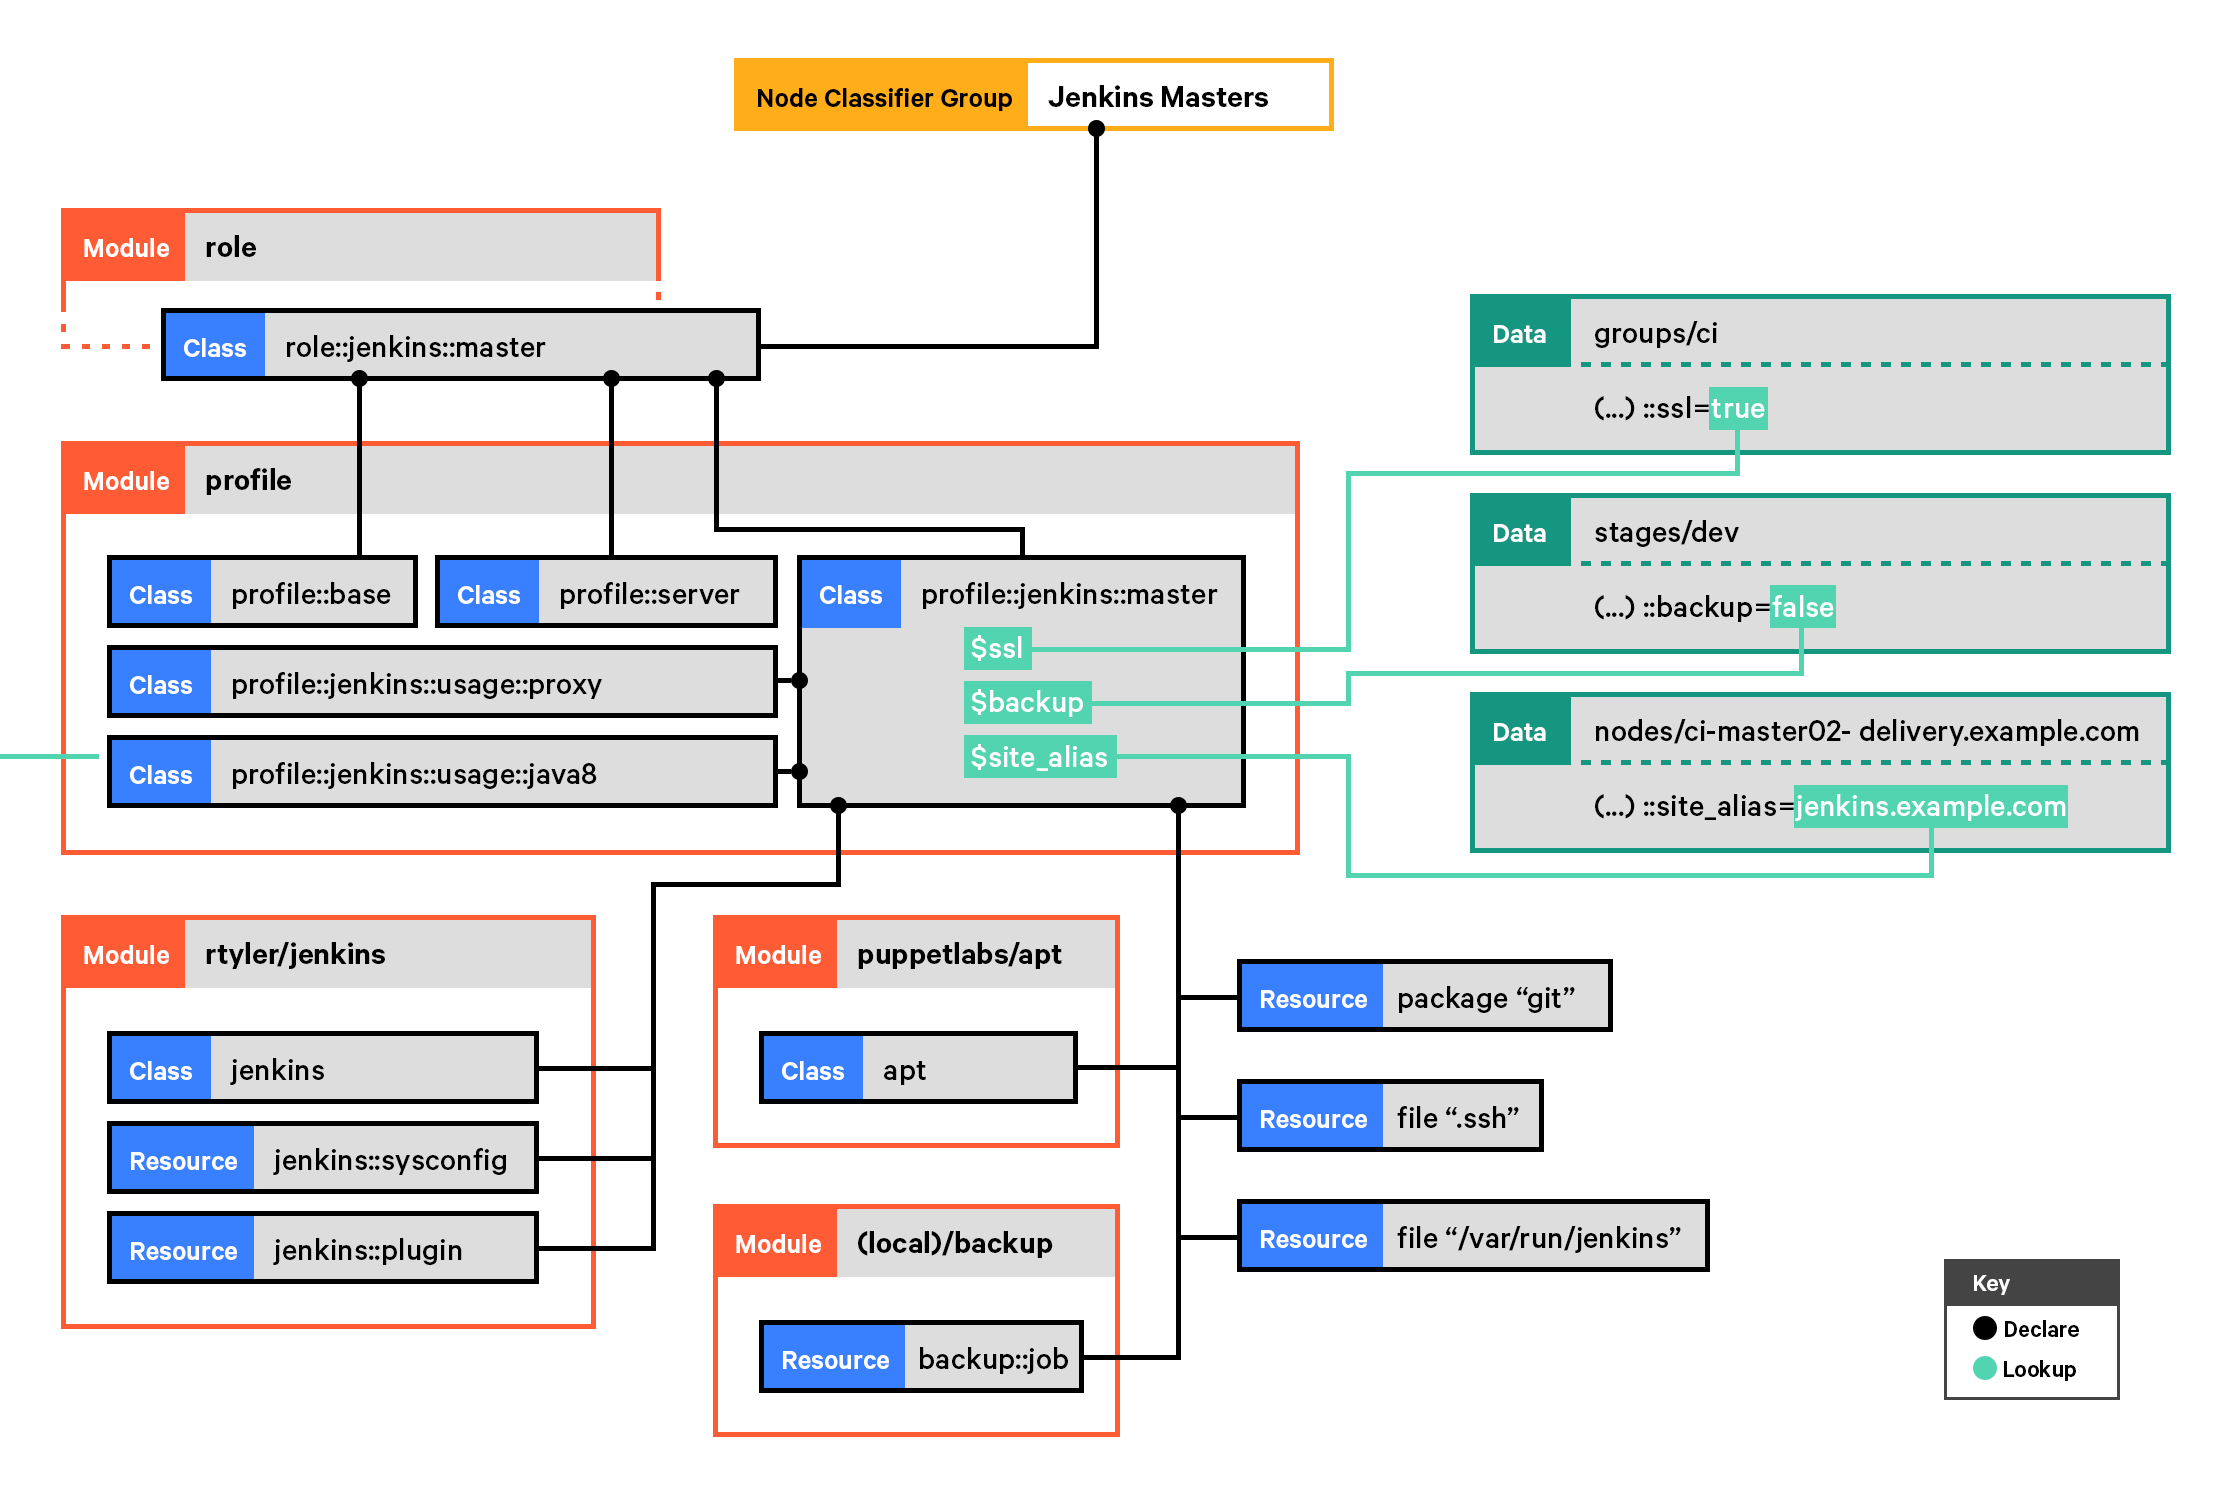 Node Classifier Group Jenkins Masters
Module role
Class role::jenkins::master
Module profile
Class profile::base
Class profile::server
Class profile::jenkins::master
$ssl
$backup
$site_alias
Class profile::jenkins::usage::proxy
Class profile::jenkins::usage::java8
Data groups/ci
(...) ::ssl=true
Data stages/dev
(...) ::backup=false
Data nodes/ci-master02- delivery.example.com
(...) ::site_alias=jenkins.example.com
Module rtyler/jenkins
Class jenkins
Resource jenkins::sysconfig
Resource jenkins::plugin
Module puppetlabs/apt
Class apt
Module (local)/backup
Resource backup::job
Resource package “git”
Resource file “.ssh”
Resource file “/var/run/jenkins”
Key
Declare
Lookup